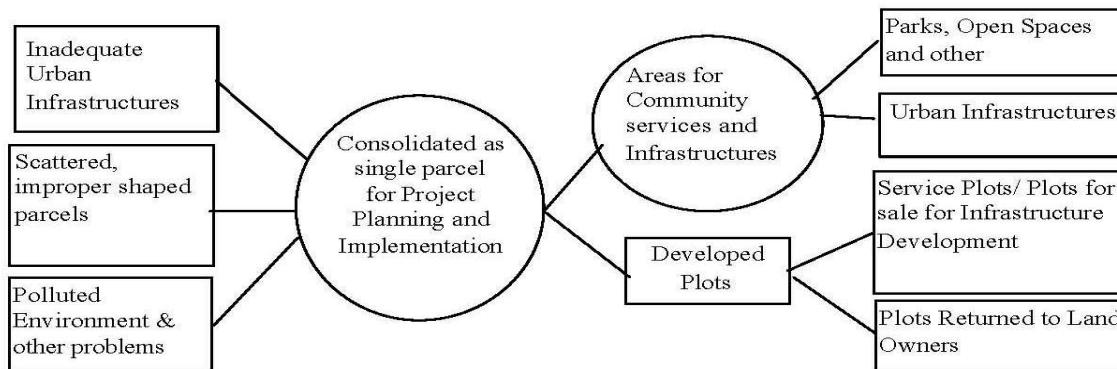 Inadequate
Urban
Infrastructures
Scattered,
improper shaped
parcels
Polluted
Environment &
other problems
Consolidated as
single parcel
for Project
Planning and
Implementation
Areas for
Community
services and
Infrastructures
Developed
Plots
Parks, Open Spaces
and other
Urban Infrastructures
Service Plots/ Plots for
sale for Infrastructure
Development
Plots Returned to Land
Owners